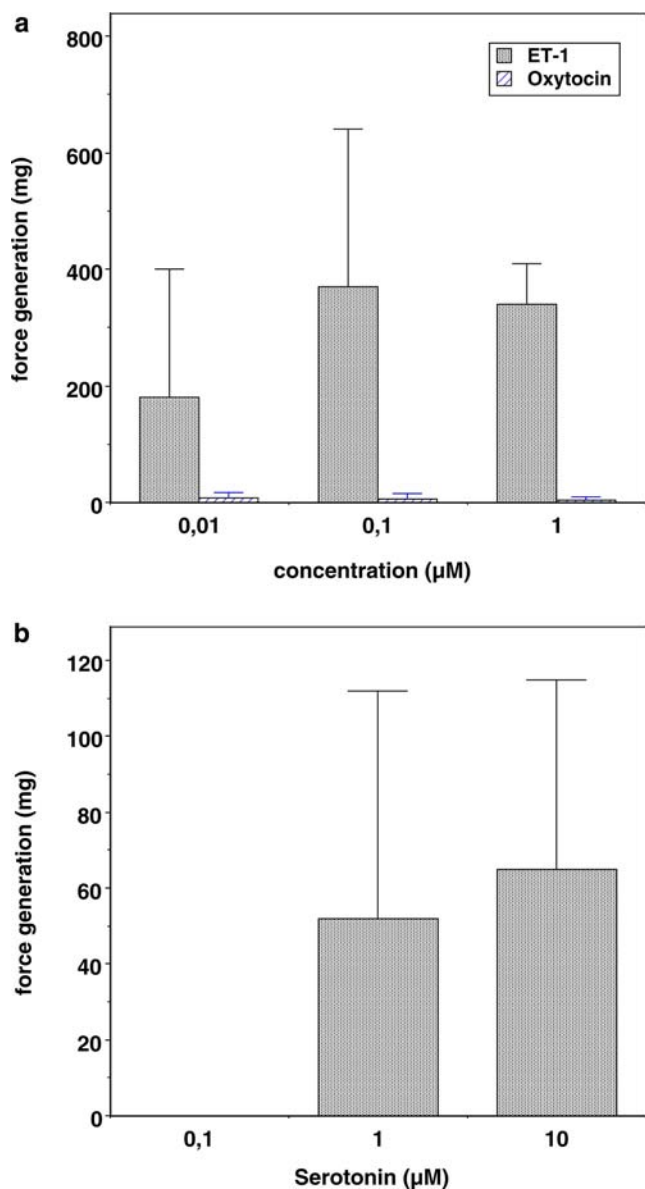 a
800
ET-1
Oxytocin
600
400
200
0
force generation (mg)
0,01 0,1 1
concentration (µM)
b
120
100
80
60
40
20
0
force generation (mg)
0,1 1 10
Serotonin (µM)